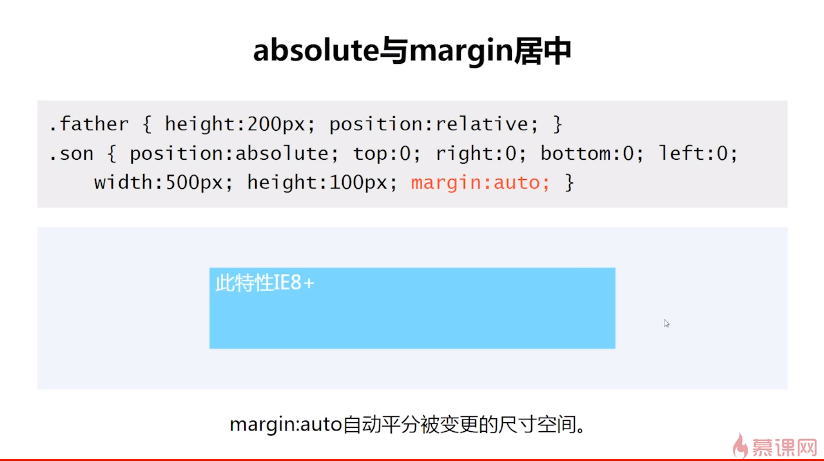 absolute与margin居中
.father { height:200px; position:relative; }
.son { position:absolute; top:0; right:0; bottom:0; left:0;
width:500px; height:100px; margin:auto; }
此特性IE8+
margin:auto自动平分被变更的尺寸空间。
慕课网